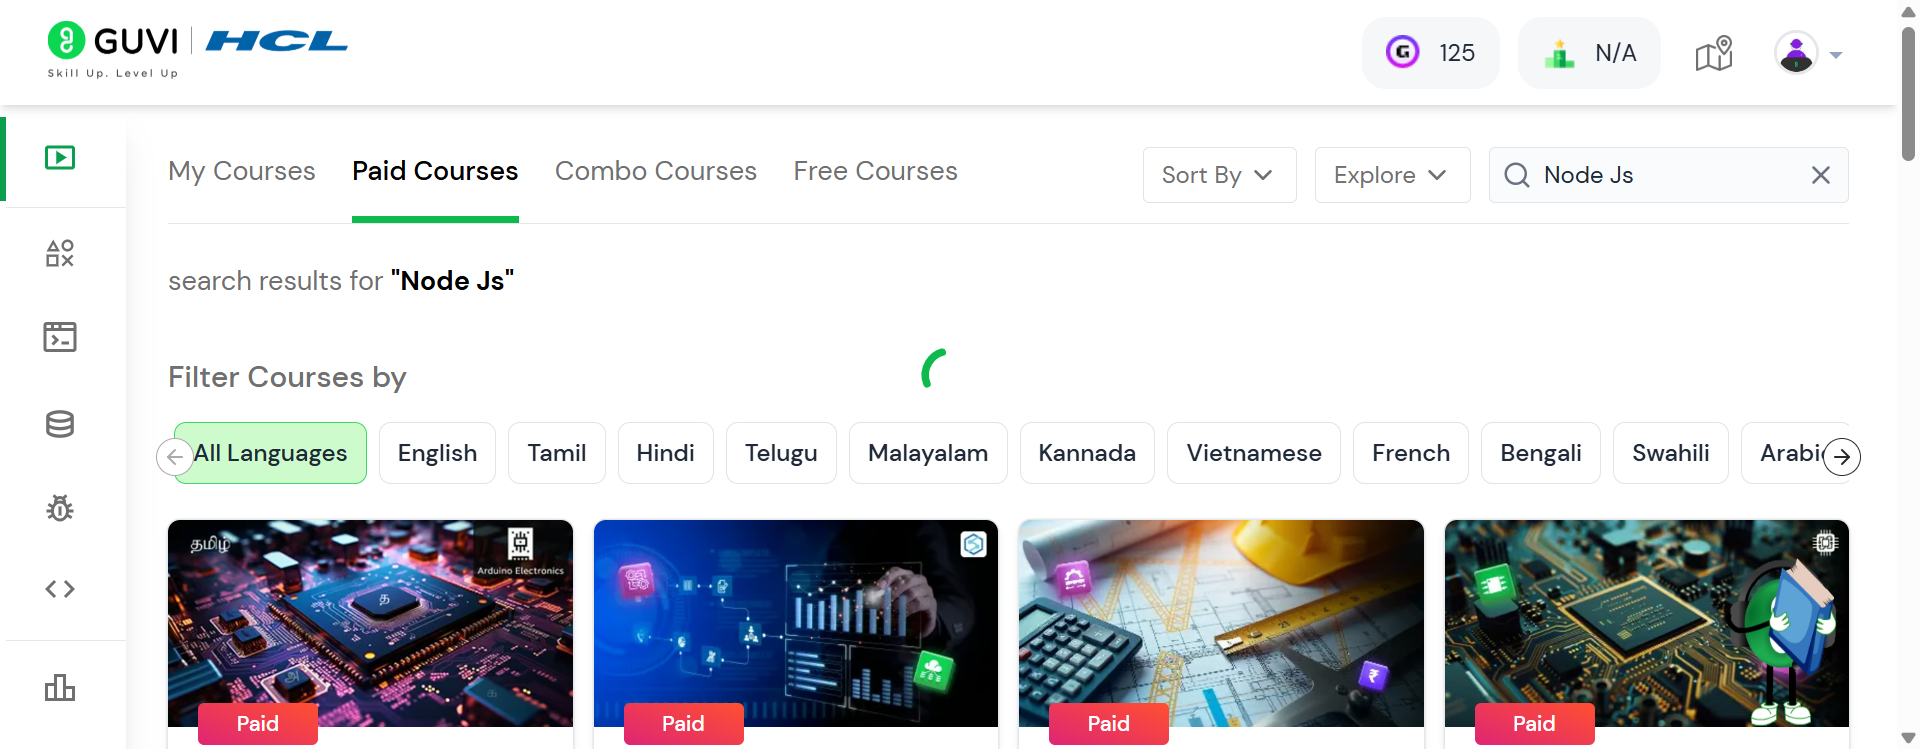 GUVI HCL
Skill Up. Level Up
G 125 N/A
My Courses Paid Courses Combo Courses Free Courses Sort By Explore Node Js
search results for "Node Js"
Filter Courses by
All Languages English Tamil Hindi Telugu Malayalam Kannada Vietnamese French Bengali Swahili Arabi
தமிழ்
Arduino Electronics
த
அ
₹
Paid Paid Paid Paid